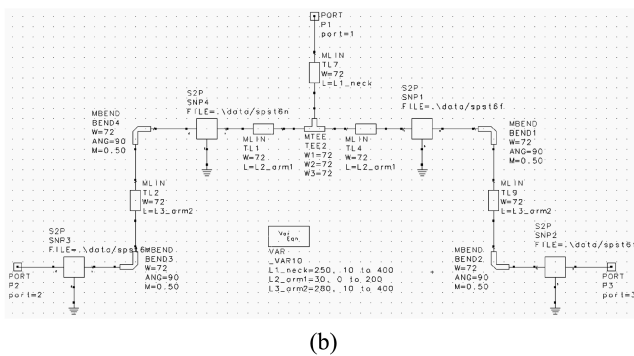 PORT
P1
port=1
MLIN
TL7
W=72
L=L1_neck
S2P
SNP4
FILE=.\data/spst6n
S2P
SNP1
FILE=.\data/spst6f
MBEND
BEND4
W=72
ANG=90
M=0.50
MLIN
TL1
W=72
L=L2_arm1
MTEE
TEE2
W1=72
W2=72
W3=72
MLIN
TL4
W=72
L=L2_arm1
MBEND
BEND1
W=72
ANG=90
M=0.50
MLIN
TL2
W=72
L=L3_arm2
MLIN
TL9
W=72
L=L3_arm2
S2P
SNP3
FILE=.\data/spst6
MBEND
BEND3
W=72
ANG=90
M=0.50
Var
Eqn
VAR
_VAR10
L1_neck=250, 10 to 400
L2_arm1=30, 0 to 200
L3_arm2=280, 10 to 400
MBEND
BEND2
W=72
ANG=90
M=0.50
S2P
SNP2
FILE=.\data/spst6f
PORT
P2
port=2
PORT
P3
port=3
(b)